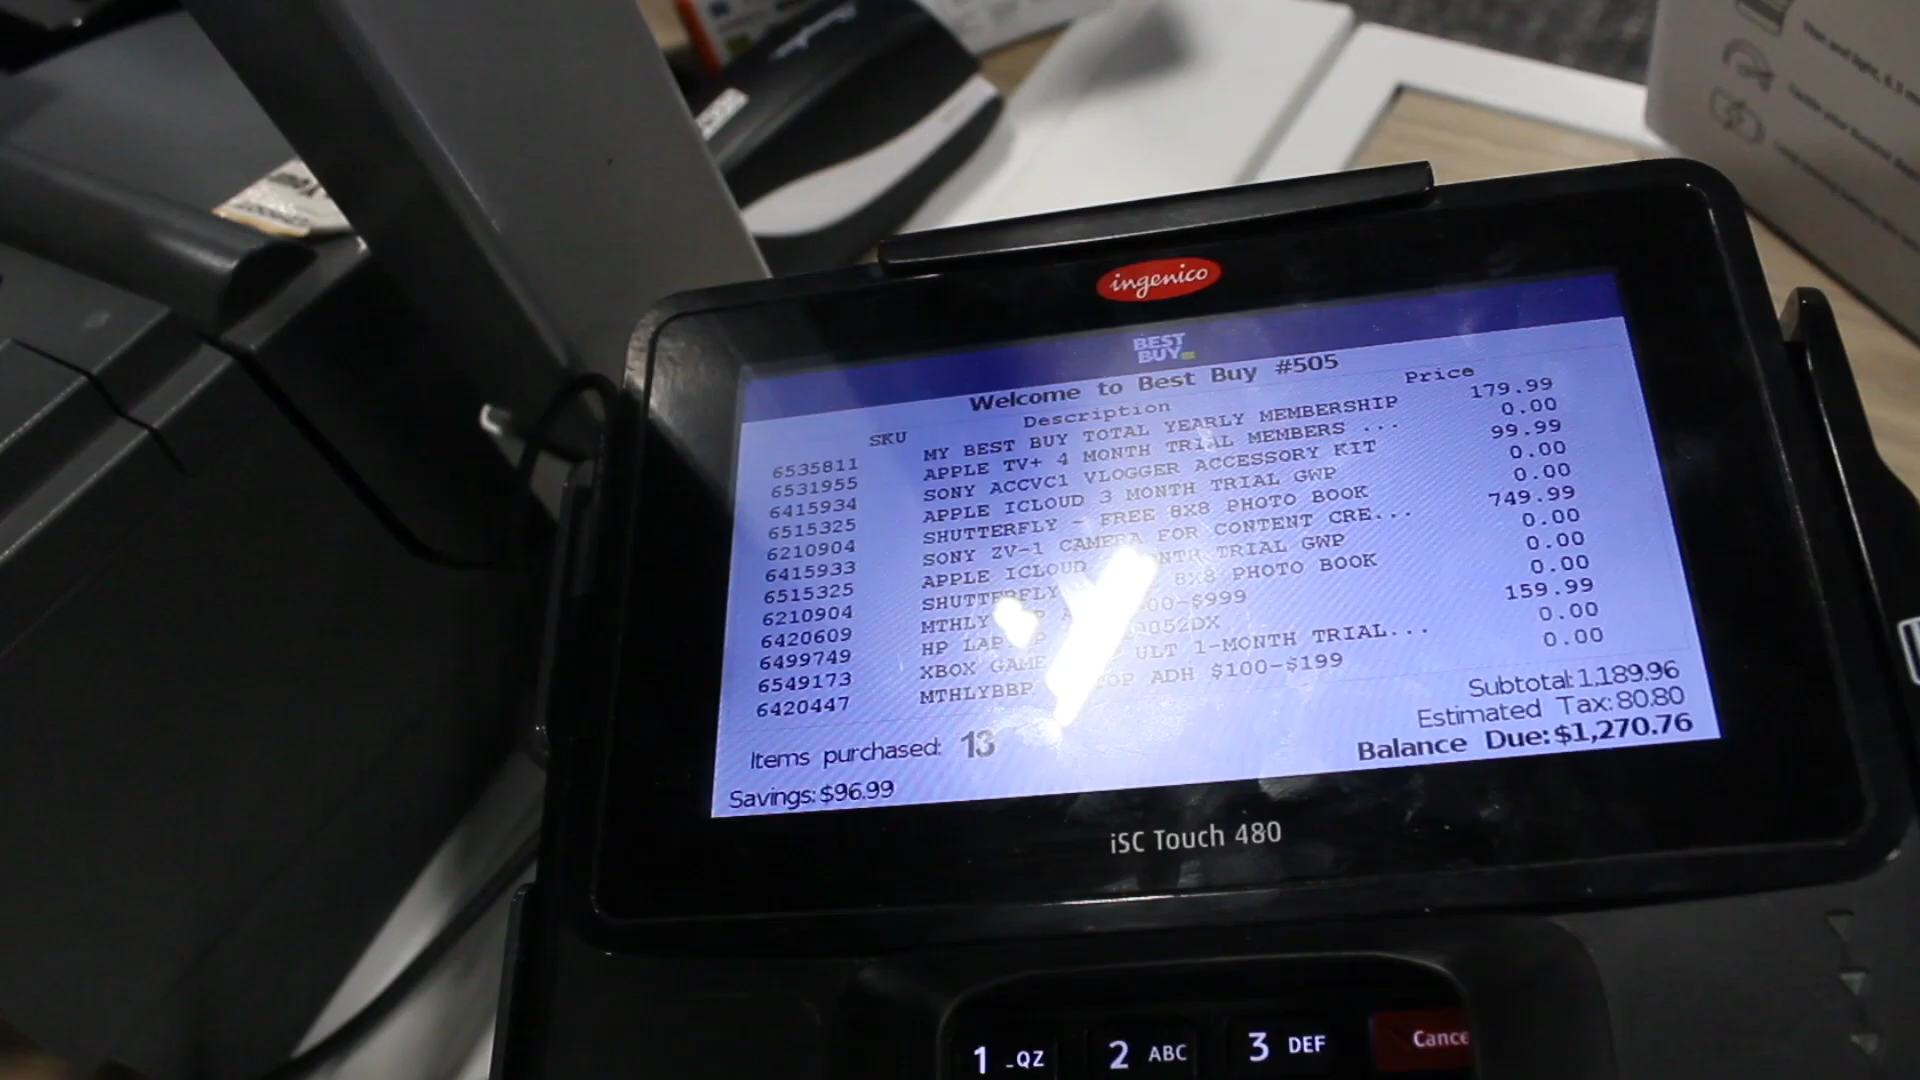 ingenico
BEST
BUY
Welcome to Best Buy #505
SKU Description Price
6535811 MY BEST BUY TOTAL YEARLY MEMBERSHIP 179.99
6531955 APPLE TV+ 4 MONTH TRIAL MEMBERS ... 0.00
6415934 SONY ACCVC1 VLOGGER ACCESSORY KIT 99.99
6515325 APPLE ICLOUD 3 MONTH TRIAL GWP 0.00
6210904 SHUTTERFLY - FREE 8X8 PHOTO BOOK 0.00
6415933 SONY ZV-1 CAMERA FOR CONTENT CRE... 749.99
6515325 APPLE ICLOUD MONTH TRIAL GWP 0.00
6210904 SHUTTERFLY 8X8 PHOTO BOOK 0.00
6420609 MTHLY 0.00
6499749 HP 159.99
6549173 XBOX GAME ULT 1-MONTH TRIAL... 0.00
6420447 MTHLYBBP ADH $100-$199 0.00
Subtotal: 1,189.96
Estimated Tax: 80.80
Items purchased: 13 Balance Due: $1,270.76
Savings: $96.99
iSC Touch 480
1 -QZ 2 ABC 3 DEF Cance